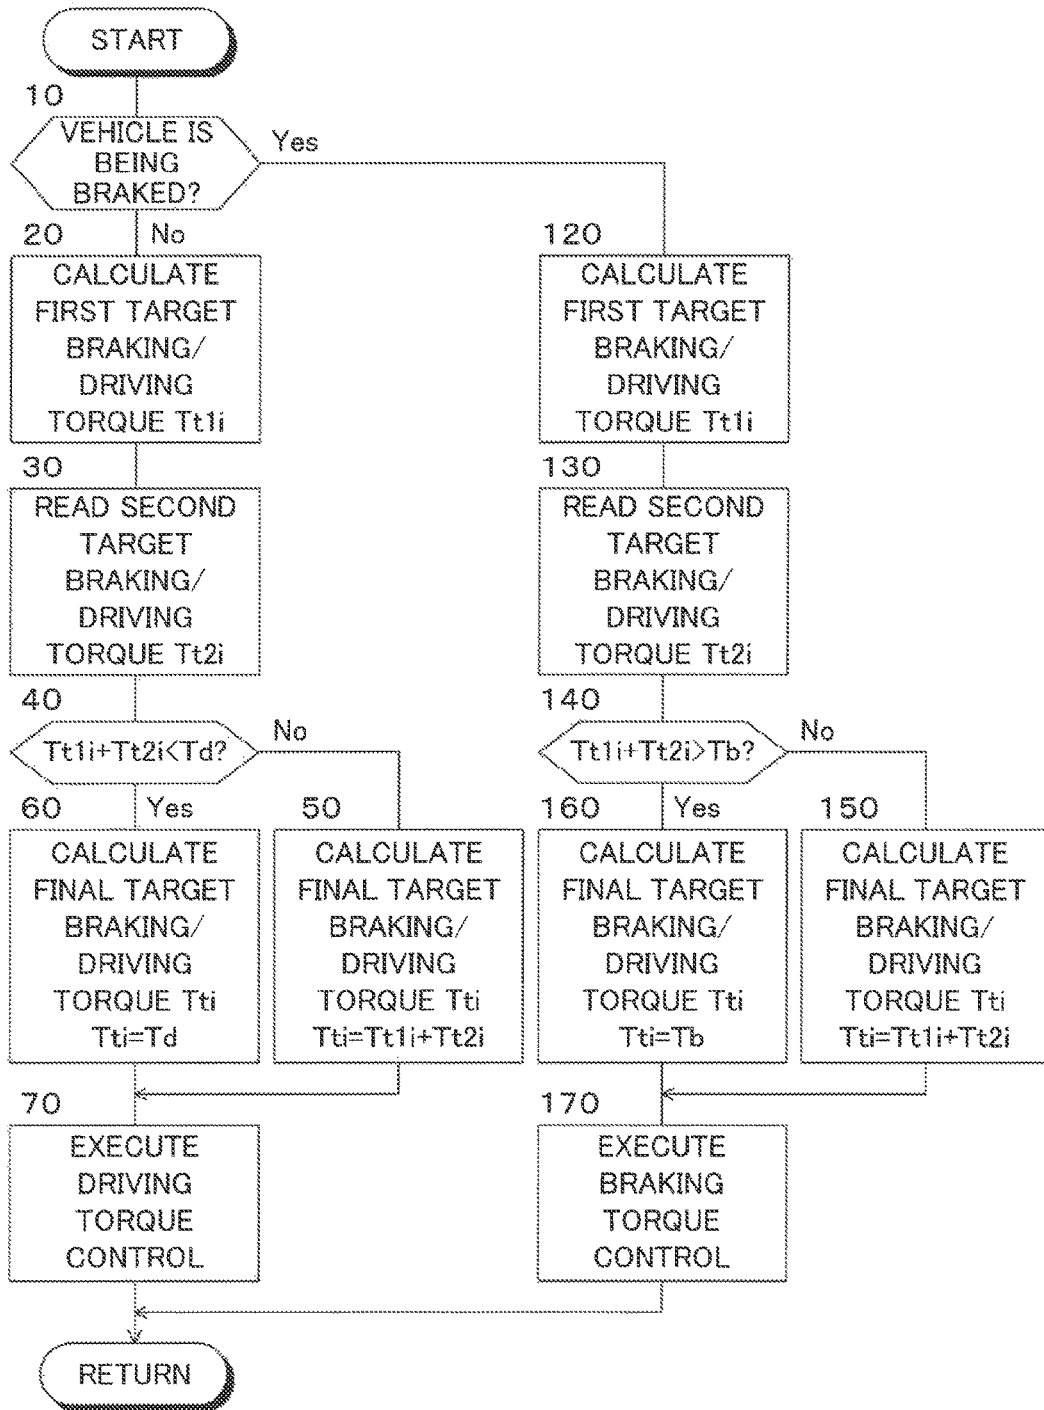 START
10
VEHICLE IS
BEING
BRAKED?
Yes
No
20
CALCULATE
FIRST TARGET
BRAKING/
DRIVING
TORQUE Tt1i
30
READ SECOND
TARGET
BRAKING/
DRIVING
TORQUE Tt2i
40
Tt1i+Tt2i<Td?
No
Yes
60
CALCULATE
FINAL TARGET
BRAKING/
DRIVING
TORQUE Tti
Tti=Td
50
CALCULATE
FINAL TARGET
BRAKING/
DRIVING
TORQUE Tti
Tti=Tt1i+Tt2i
70
EXECUTE
DRIVING
TORQUE
CONTROL
120
CALCULATE
FIRST TARGET
BRAKING/
DRIVING
TORQUE Tt1i
130
READ SECOND
TARGET
BRAKING/
DRIVING
TORQUE Tt2i
140
Tt1i+Tt2i>Tb?
No
Yes
160
CALCULATE
FINAL TARGET
BRAKING/
DRIVING
TORQUE Tti
Tti=Tb
150
CALCULATE
FINAL TARGET
BRAKING/
DRIVING
TORQUE Tti
Tti=Tt1i+Tt2i
170
EXECUTE
BRAKING
TORQUE
CONTROL
RETURN